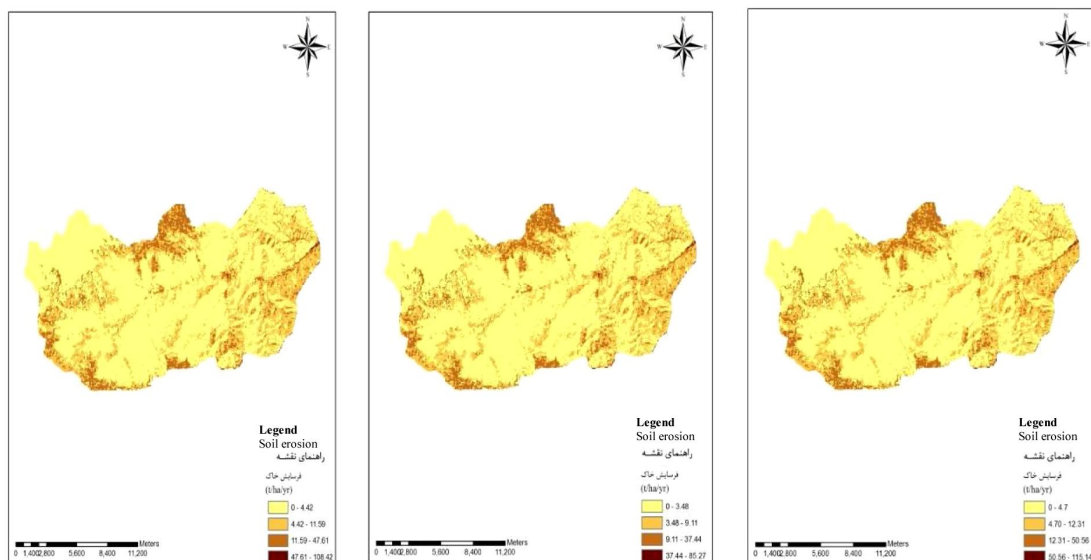 N
W E
S
Legend
Soil erosion
راهنمای نقشه
فرسایش خاک
(t/ha/yr)
0 - 4.42
4.42 - 11.59
11.59 - 47.61
47.61 - 108.42
Meters
0 1,400 2,800 5,600 8,400 11,200
N
W E
S
Legend
Soil erosion
راهنمای نقشه
فرسایش خاک
(t/ha/yr)
0 - 3.48
3.48 - 9.11
9.11 - 37.44
37.44 - 85.27
Meters
0 1,400 2,800 5,600 8,400 11,200
N
W E
S
Legend
Soil erosion
راهنمای نقشه
فرسایش خاک
(t/ha/yr)
0 - 4.7
4.70 - 12.31
12.31 - 50.56
50.56 - 115.1
Meters
0 1,400 2,800 5,600 8,400 11,200